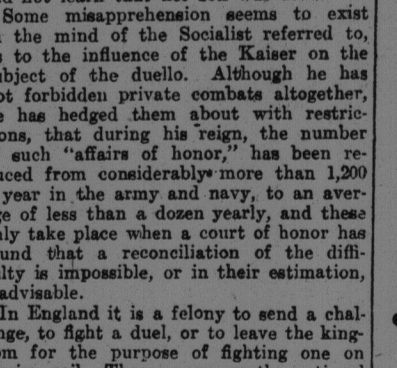 Some misapprehension seems to exist
the mind of the Socialist referred to,
to the influence of the Kaiser on the
bject of the duello. Although he has
ot forbidden private combats altogether,
has hedged them about with restric-
ons, that during his reign, the number
such "affairs of honor," has been re-
uced from considerably more than 1,200
year in the army and navy, to an aver-
ge of less than a dozen yearly, and these
nly take place when a court of honor has
und that a reconciliation of the diffi-
lty is impossible, or in their estimation,
advisable.
In England it is a felony to send a chal-
nge, to fight a duel, or to leave the king-
om for the purpose of fighting one on